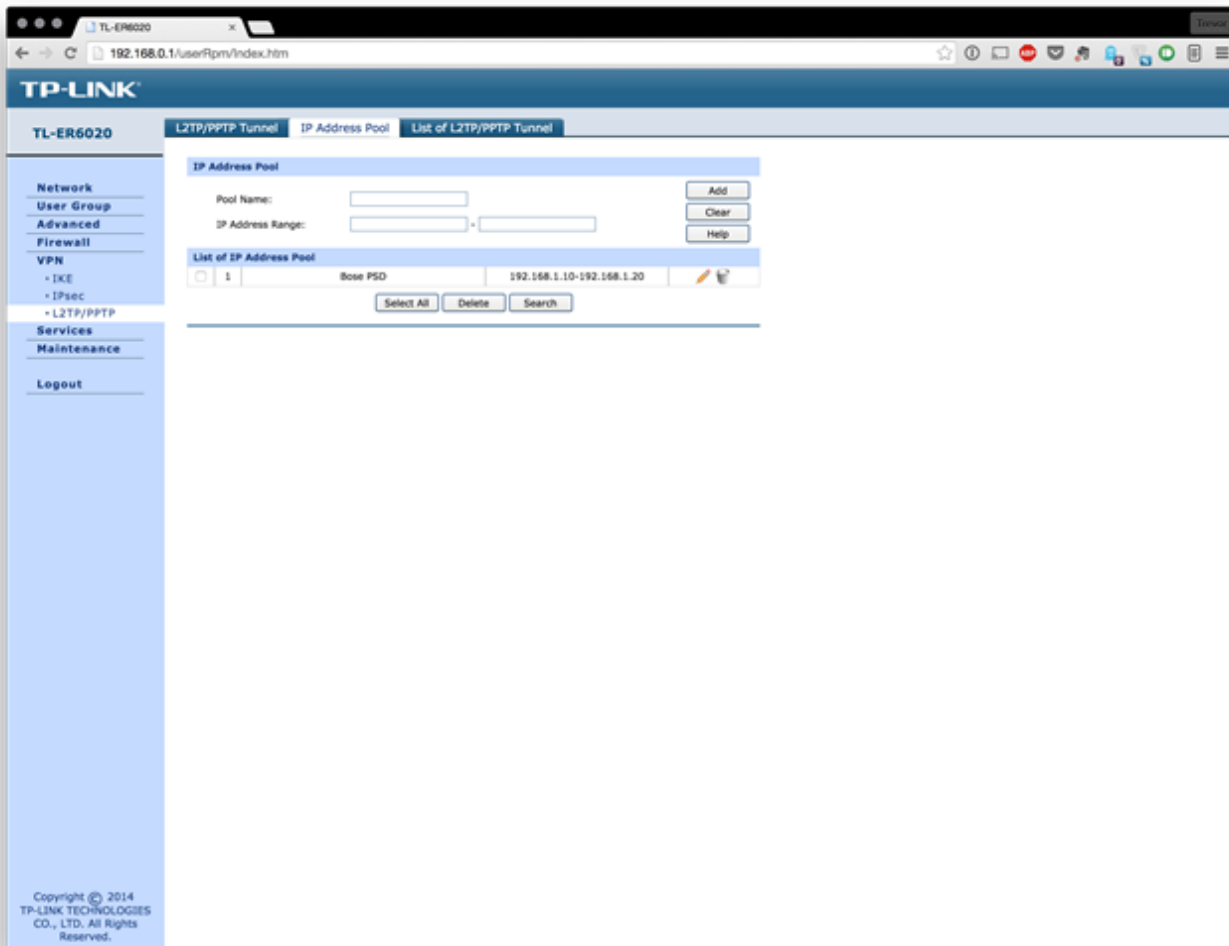 TL-ER6020
Trevor
192.168.0.1/userRpm/Index.htm
TP-LINK
TL-ER6020
L2TP/PPTP Tunnel IP Address Pool List of L2TP/PPTP Tunnel
Network
User Group
Advanced
Firewall
VPN
IKE
IPsec
L2TP/PPTP
Services
Maintenance
Logout
IP Address Pool
Pool Name:
IP Address Range: -
Add
Clear
Help
List of IP Address Pool
1 Bose PSD 192.168.1.10-192.168.1.20
Select All Delete Search
Copyright © 2014
TP-LINK TECHNOLOGIES
CO., LTD. All Rights
Reserved.